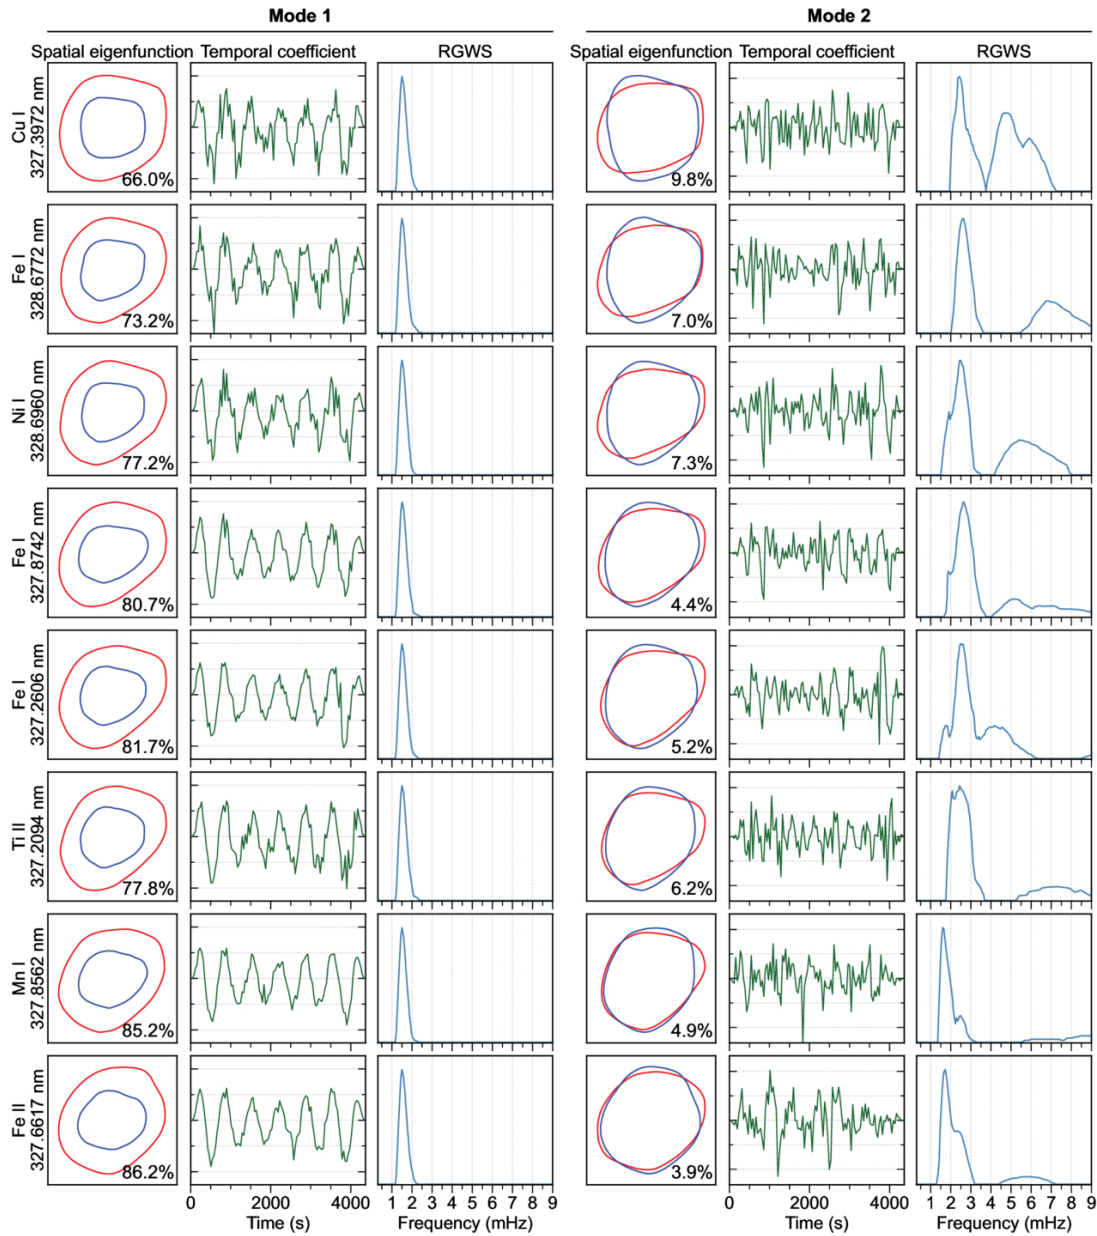 Mode 1 Mode 2
Spatial eigenfunction Temporal coefficient RGWS Spatial eigenfunction Temporal coefficient RGWS
Cu I
327.3972 nm
66.0% 9.8%
Fe I
328.6772 nm
73.2% 7.0%
Ni I
328.6960 nm
77.2% 7.3%
Fe I
327.8742 nm
80.7% 4.4%
Fe I
327.2606 nm
81.7% 5.2%
Ti II
327.2094 nm
77.8% 6.2%
Mn I
327.8562 nm
85.2% 4.9%
Fe II
327.6617 nm
86.2% 3.9%
0 2000 4000 1 2 3 4 5 6 7 8 9 0 2000 4000 1 2 3 4 5 6 7 8 9
Time (s) Frequency (mHz) Time (s) Frequency (mHz)